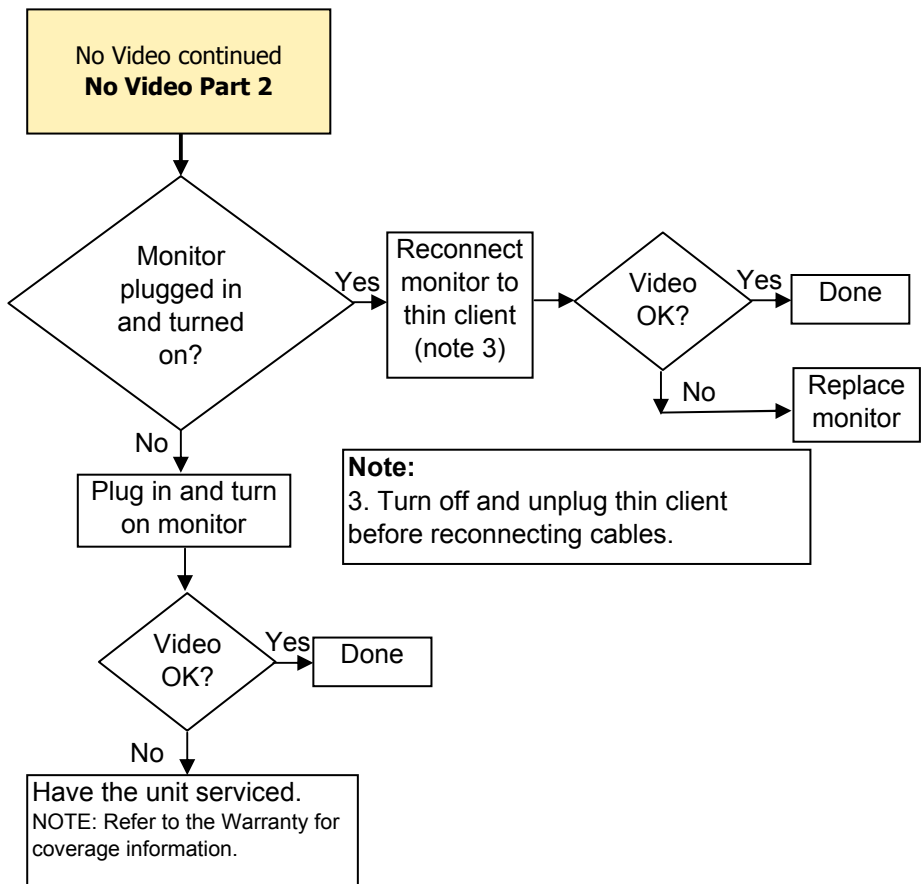 No Video continued
No Video Part 2
Monitor
plugged in
and turned
on?
Yes
Reconnect
monitor to
thin client
(note 3)
Video
OK?
Yes
Done
No
Replace
monitor
No
Plug in and turn
on monitor
Note:
3. Turn off and unplug thin client
before reconnecting cables.
Video
OK?
Yes
Done
No
Have the unit serviced.
NOTE: Refer to the Warranty for
coverage information.